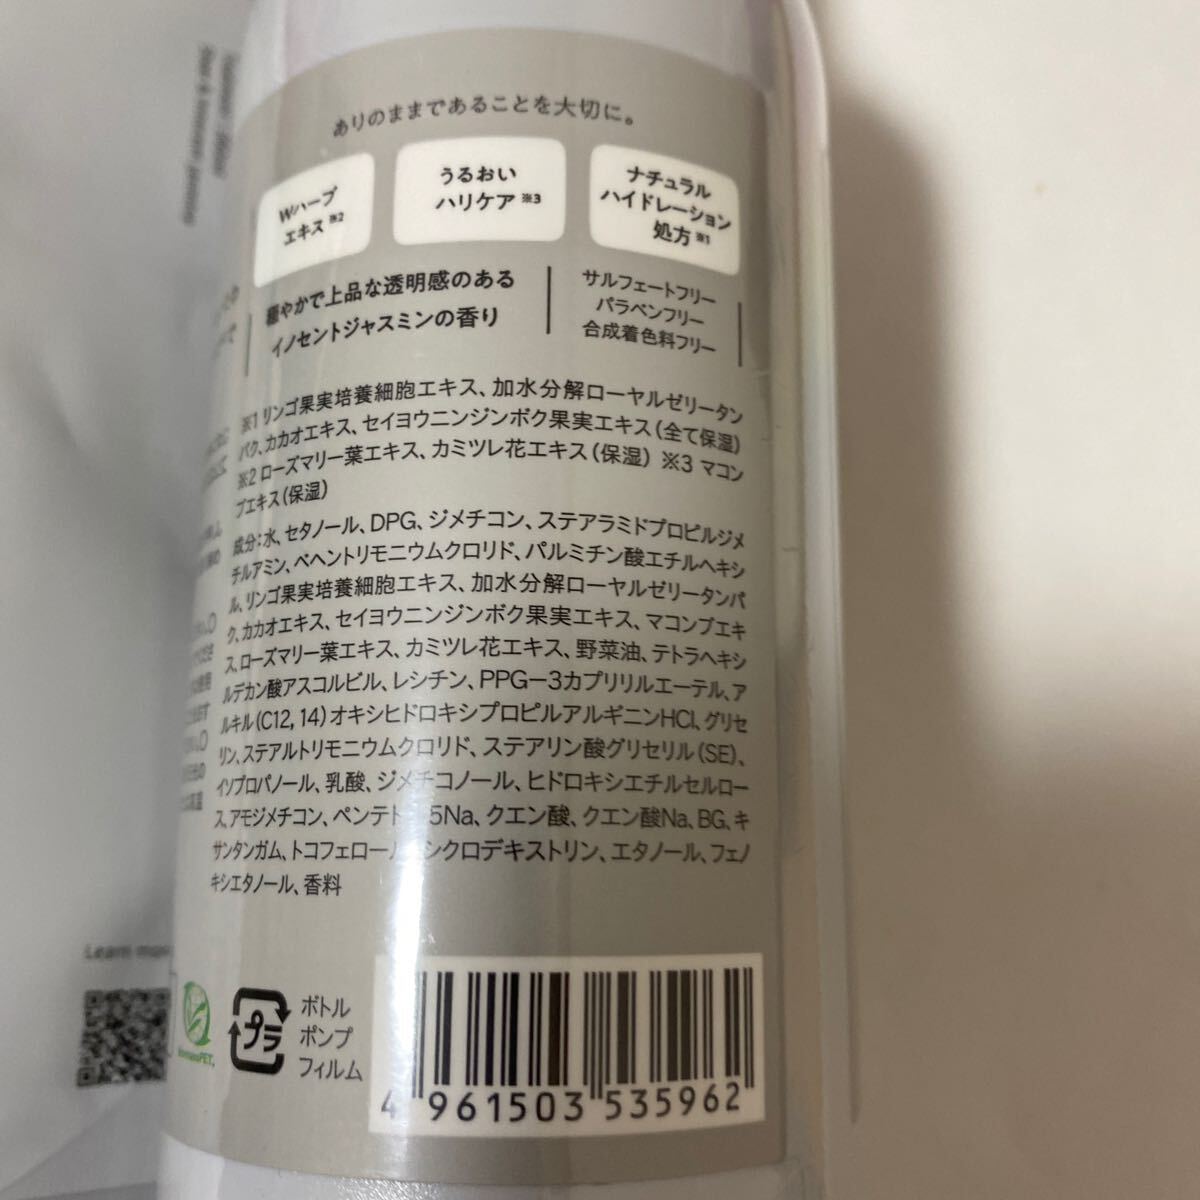 ありのままであることを大切に。
Wハーブ
エキス※2
うるおい
ハリケア※3
ナチュラル
ハイドレーション
処方※1
穏やかで上品な透明感のある
イノセントジャスミンの香り
サルフェートフリー
パラベンフリー
合成着色料フリー
※1 リンゴ果実培養細胞エキス、加水分解ローヤルゼリータン
パク、カカオエキス、セイヨウニンジンボク果実エキス(全て保湿)
※2 ローズマリー葉エキス、カミツレ花エキス(保湿) ※3 マコン
ブエキス(保湿)
成分:水、セタノール、DPG、ジメチコン、ステアラミドプロピルジメ
チルアミン、ベヘントリモニウムクロリド、パルミチン酸エチルヘキシ
ル、リンゴ果実培養細胞エキス、加水分解ローヤルゼリータンパ
ク、カカオエキス、セイヨウニンジンボク果実エキス、マコンブエキ
ス、ローズマリー葉エキス、カミツレ花エキス、野菜油、テトラヘキシ
ルデカン酸アスコルビル、レシチン、PPG-3カプリリルエーテル、ア
ルキル(C12,14)オキシヒドロキシプロピルアルギニンHCl、グリセ
リン、ステアルトリモニウムクロリド、ステアリン酸グリセリル(SE)、
イソプロパノール、乳酸、ジメチコノール、ヒドロキシエチルセルロー
ス、アモジメチコン、ペンテト 5Na、クエン酸、クエン酸Na、BG、キ
サンタンガム、トコフェロール シクロデキストリン、エタノール、フェノ
キシエタノール、香料
Learn more
プラ
ボトル
ポンプ
フィルム
4 961503 535962